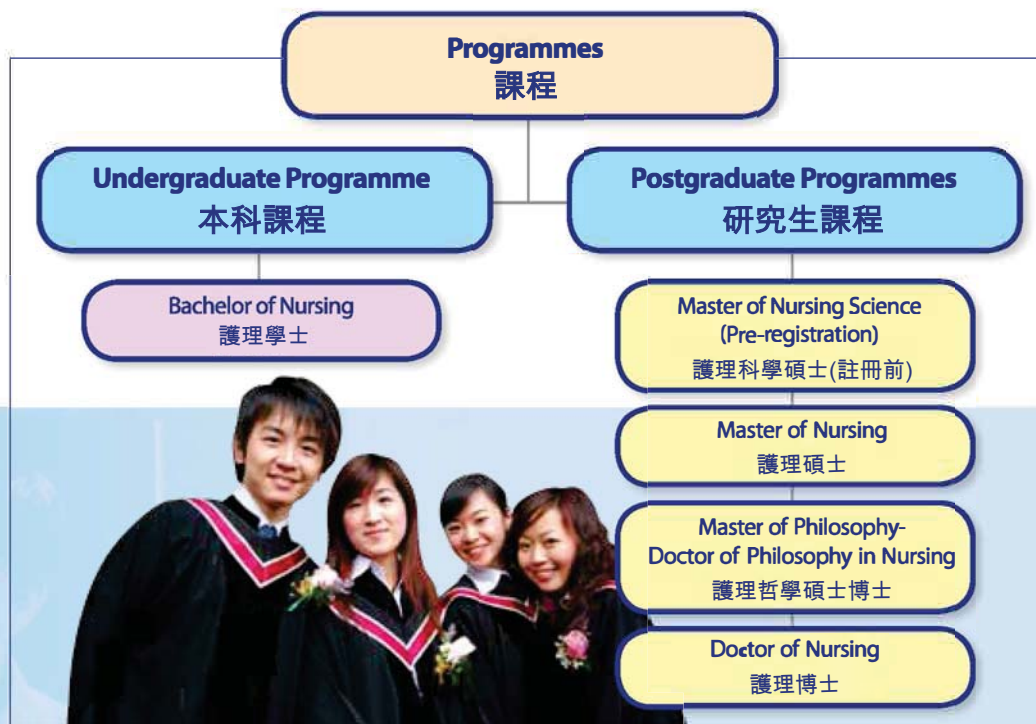 Programmes
課程
Undergraduate Programme
本科課程
Postgraduate Programmes
研究生課程
Bachelor of Nursing
護理學士
Master of Nursing Science
(Pre-registration)
護理科學碩士(註冊前)
Master of Nursing
護理碩士
Master of Philosophy-
Doctor of Philosophy in Nursing
護理哲學碩士博士
Doctor of Nursing
護理博士